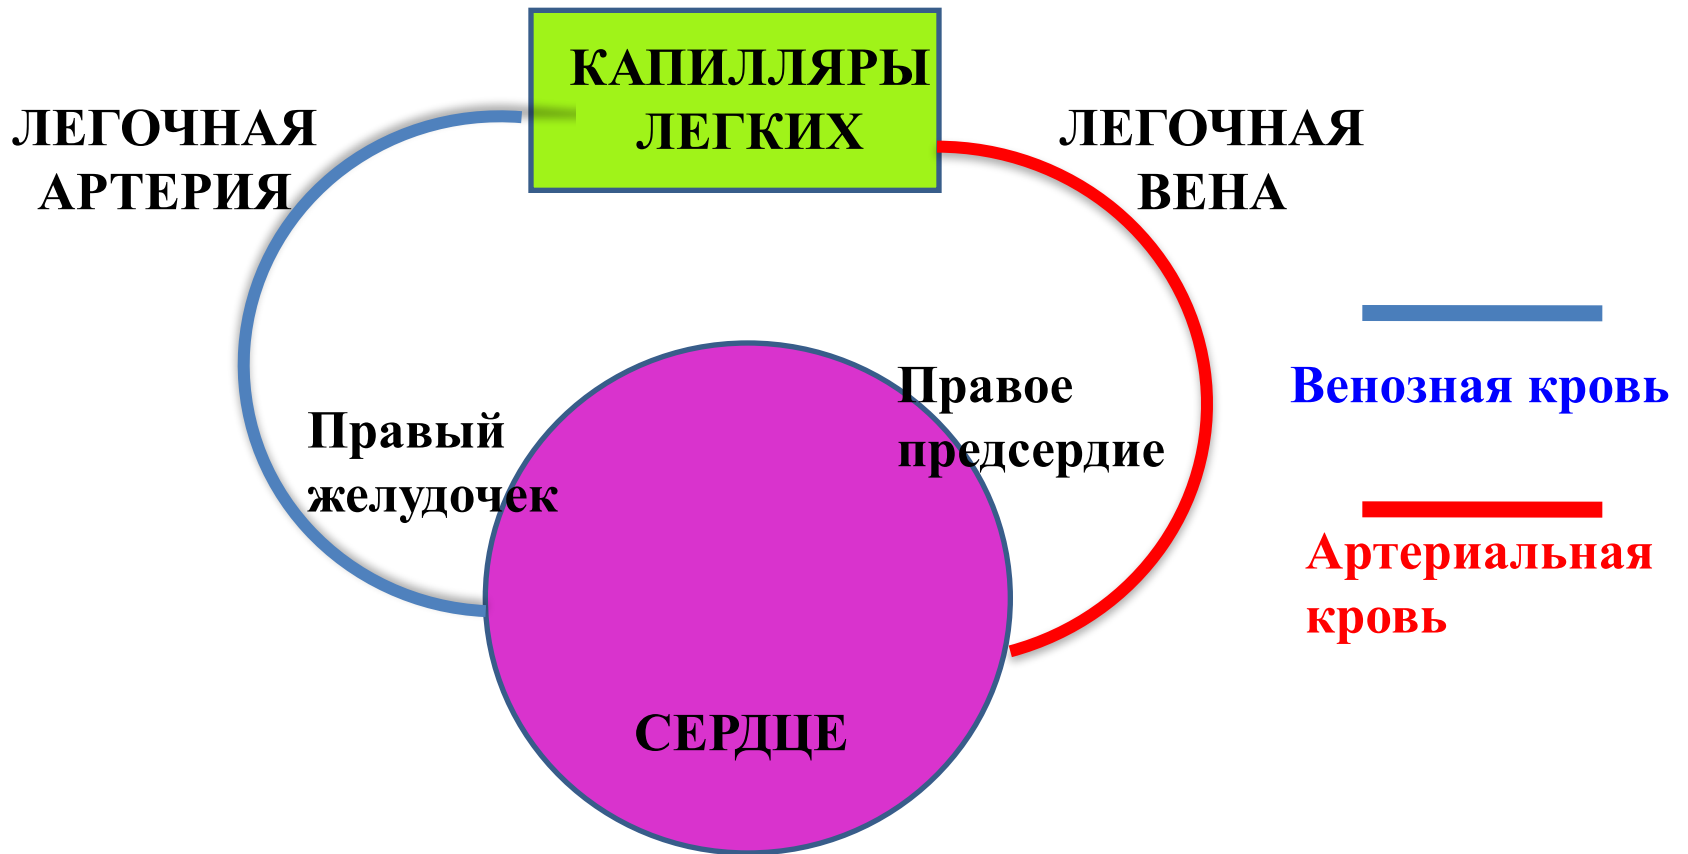 КАПИЛЛЯРЫ
ЛЕГКИХ
ЛЕГОЧНАЯ
АРТЕРИЯ
ЛЕГОЧНАЯ
ВЕНА
Правый
желудочек
Правое
предсердие
Венозная кровь
Артериальная
кровь
СЕРДЦЕ